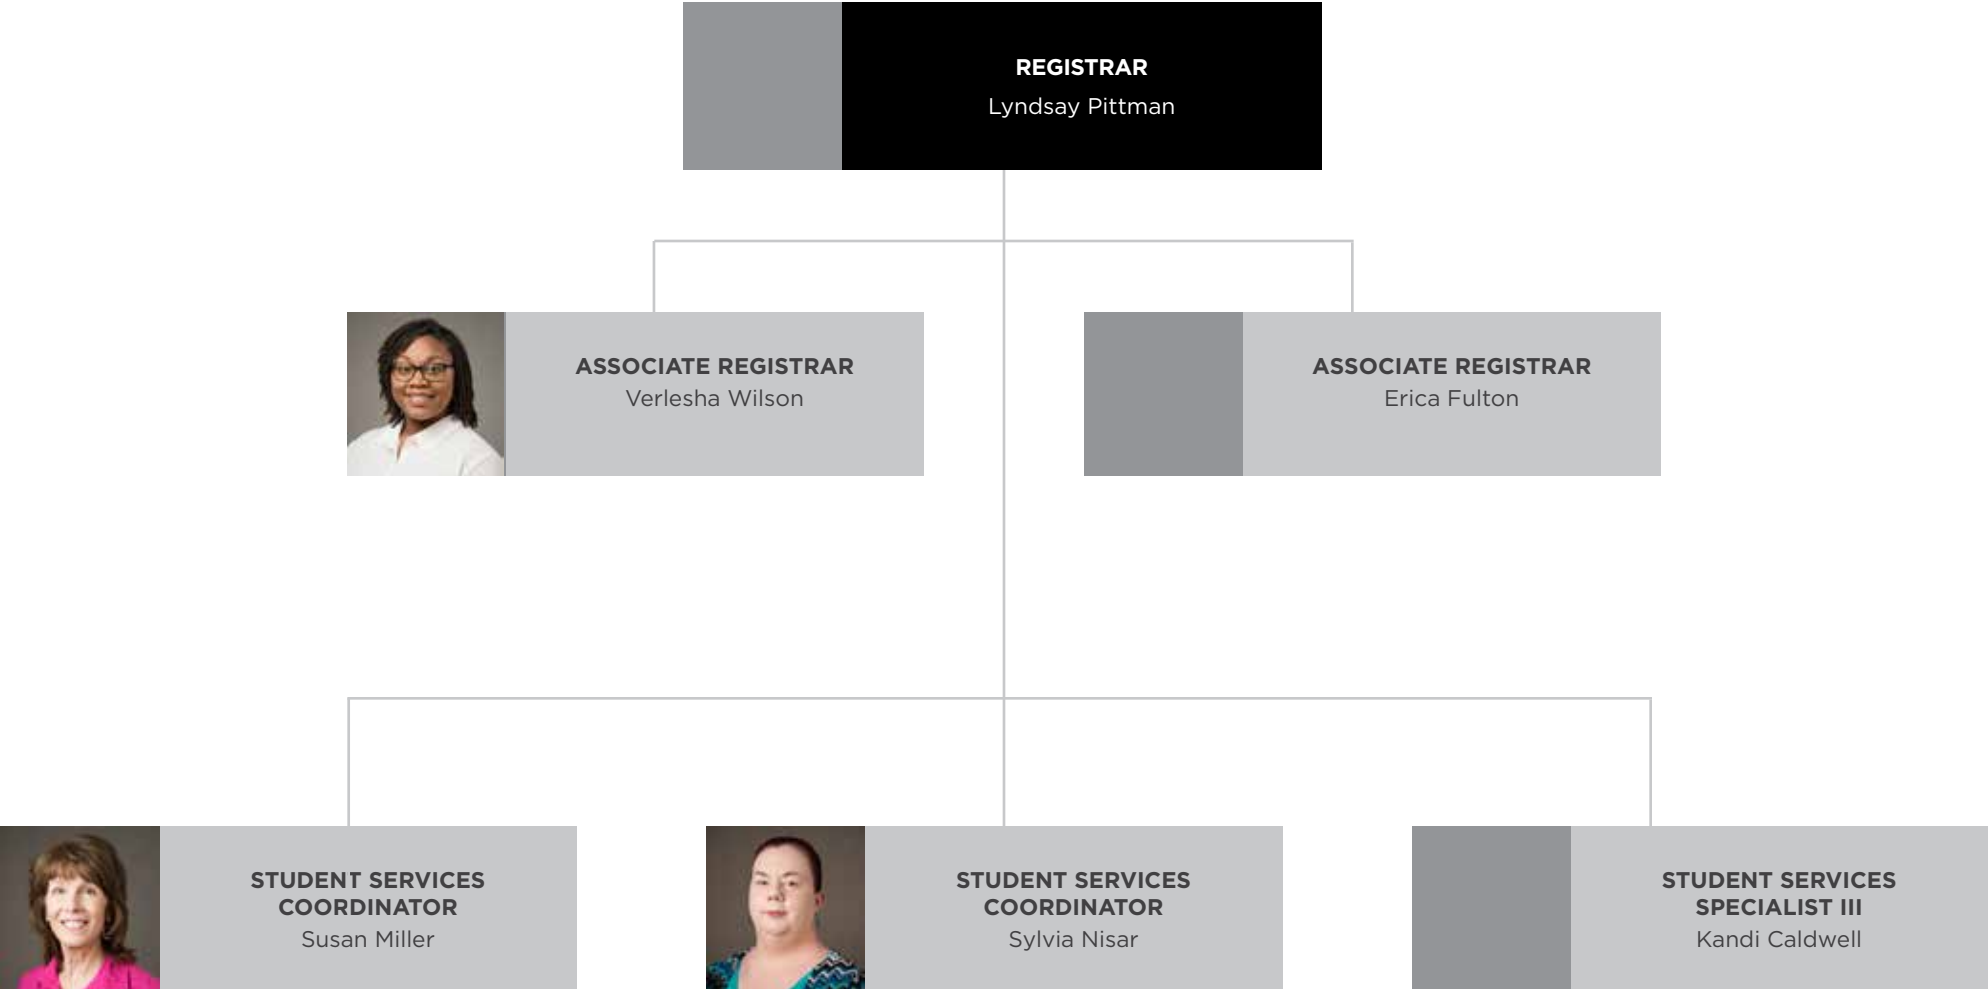 REGISTRAR
Lyndsay Pittman
ASSOCIATE REGISTRAR
Verlesha Wilson
ASSOCIATE REGISTRAR
Erica Fulton
STUDENT SERVICES
COORDINATOR
Susan Miller
STUDENT SERVICES
COORDINATOR
Sylvia Nisar
STUDENT SERVICES
SPECIALIST III
Kandi Caldwell